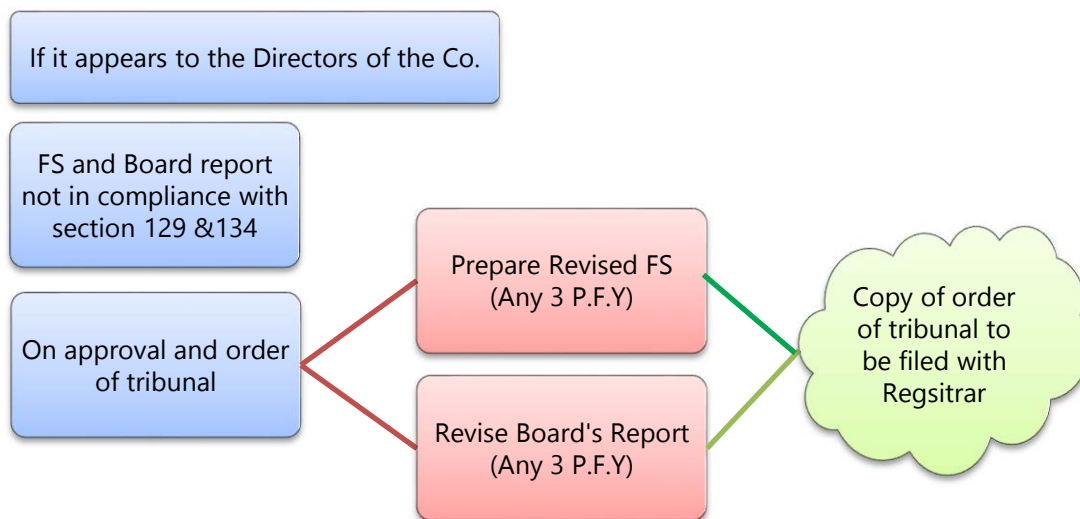 If it appears to the Directors of the Co.
FS and Board report
not in compliance with
section 129 &134
On approval and order
of tribunal
Prepare Revised FS
(Any 3 P.F.Y)
Revise Board's Report
(Any 3 P.F.Y)
Copy of order
of tribunal to
be filed with
Regsitrar